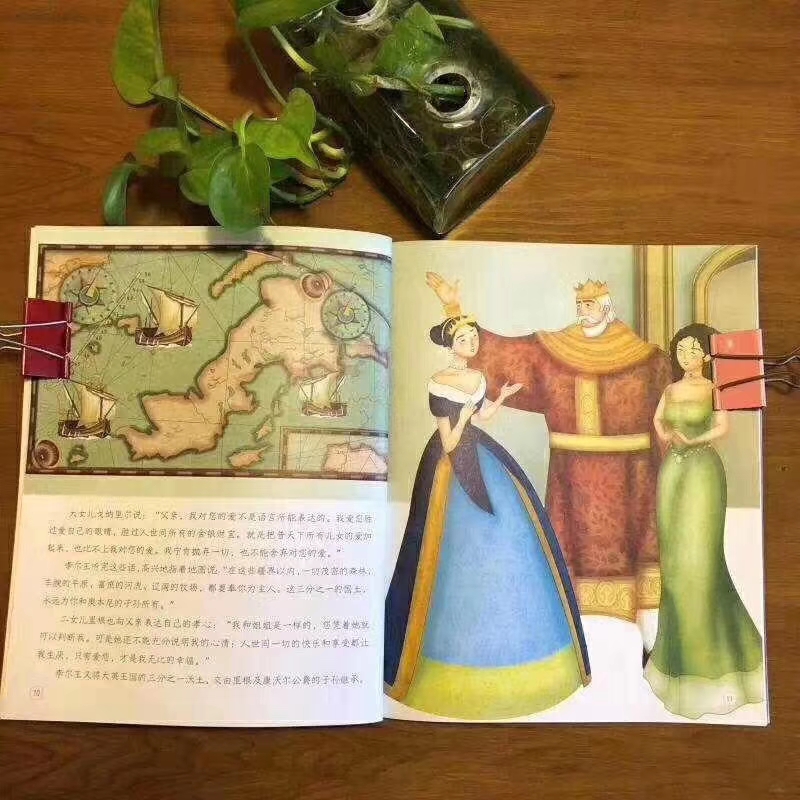 大女儿戈纳里尔说：“父亲，我对您的爱不是语言所能表达的。我爱您胜
过爱自己的眼睛，胜过人世间所有的金银财宝。就是把普天下所有儿女的爱加
起来，也比不上我对您的爱。我宁肯抛弃一切，也不能舍弃对您的爱。”
李尔王听完这些话，高兴地指着地图说：“在这些疆界以内，一切茂密的森林，
丰腴的平原，富庶的河流，辽阔的牧场，都要奉你为主人。这三分之一的国土，
永远为你和奥本尼的子孙所有。”
二女儿里根也向父亲表达自己的孝心：“我和姐姐是一样的，您凭着她就
可以判断我。可是她还不能充分说明我的心情：人世间一切的快乐和享受都让
我生厌，只有爱您，才是我无比的幸福。”
李尔王又将大英王国的三分之一沃土，交由里根及康沃尔公爵的子孙继承。
10
11